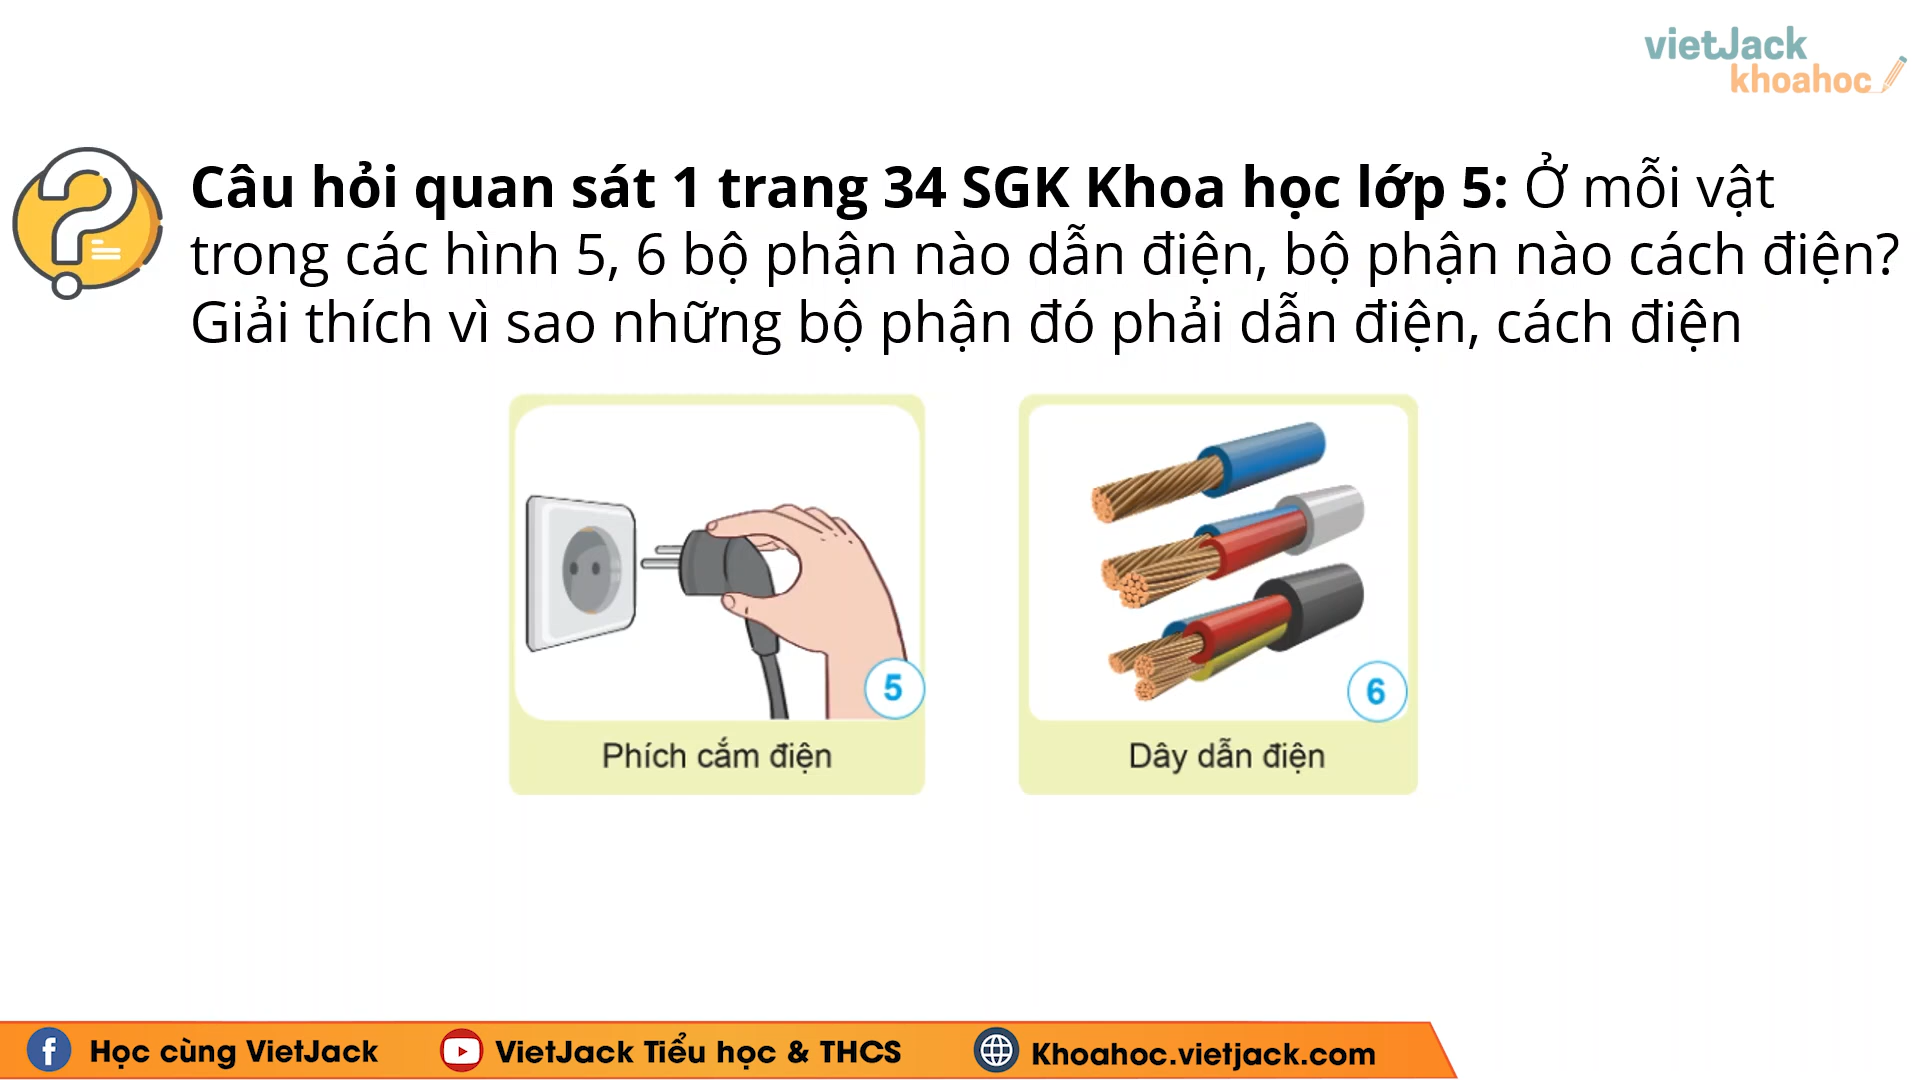 vietJack
khoahoc
Câu hỏi quan sát 1 trang 34 SGK Khoa học lớp 5: Ở mỗi vật
trong các hình 5, 6 bộ phận nào dẫn điện, bộ phận nào cách điện?
Giải thích vì sao những bộ phận đó phải dẫn điện, cách điện
5
Phích cắm điện
6
Dây dẫn điện
Học cùng VietJack
VietJack Tiểu học & THCS
Khoahoc.vietjack.com